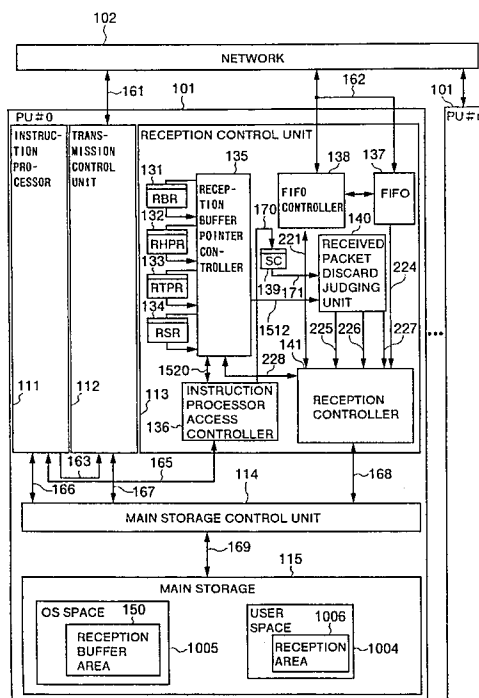 102
NETWORK
161
162
101
101
PU#0
PU#n
INSTRUC-
TION
PRO-
CESSOR
TRANS-
MISSION
CONTROL
UNIT
RECEPTION CONTROL UNIT
135
138
137
131
RBR
132
RHPR
133
RTPR
134
RSR
RECEP-
TION
BUFFER
POINTER
CON-
TROLLER
FIFO CONTROLLER
FIFO
170
221
140
SC
139
171
RECEIVED
PACKET
DISCARD
JUDGING
UNIT
224
1512
225
226
227
228
141
1520
INSTRUCTION
PROCESSOR
ACCESS
CONTROLLER
136
RECEPTION
CONTROLLER
111
112
113
163
165
166
167
168
114
MAIN STORAGE CONTROL UNIT
169
115
MAIN STORAGE
OS SPACE
150
RECEPTION
BUFFER
AREA
1005
USER
SPACE
1006
RECEPTION
AREA
1004